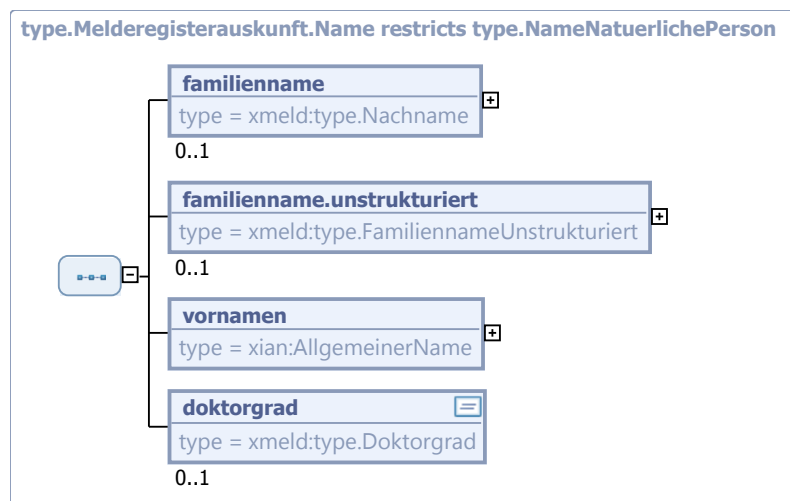 type.Melderegisterauskunft.Name restricts type.NameNatuerlichePerson
familienname
type = xmeld:type.Nachname
0..1
familienname.unstrukturiert
type = xmeld:type.FamiliennameUnstrukturiert
0..1
vornamen
type = xian:AllgemeinerName
doktorgrad
type = xmeld:type.Doktorgrad
0..1